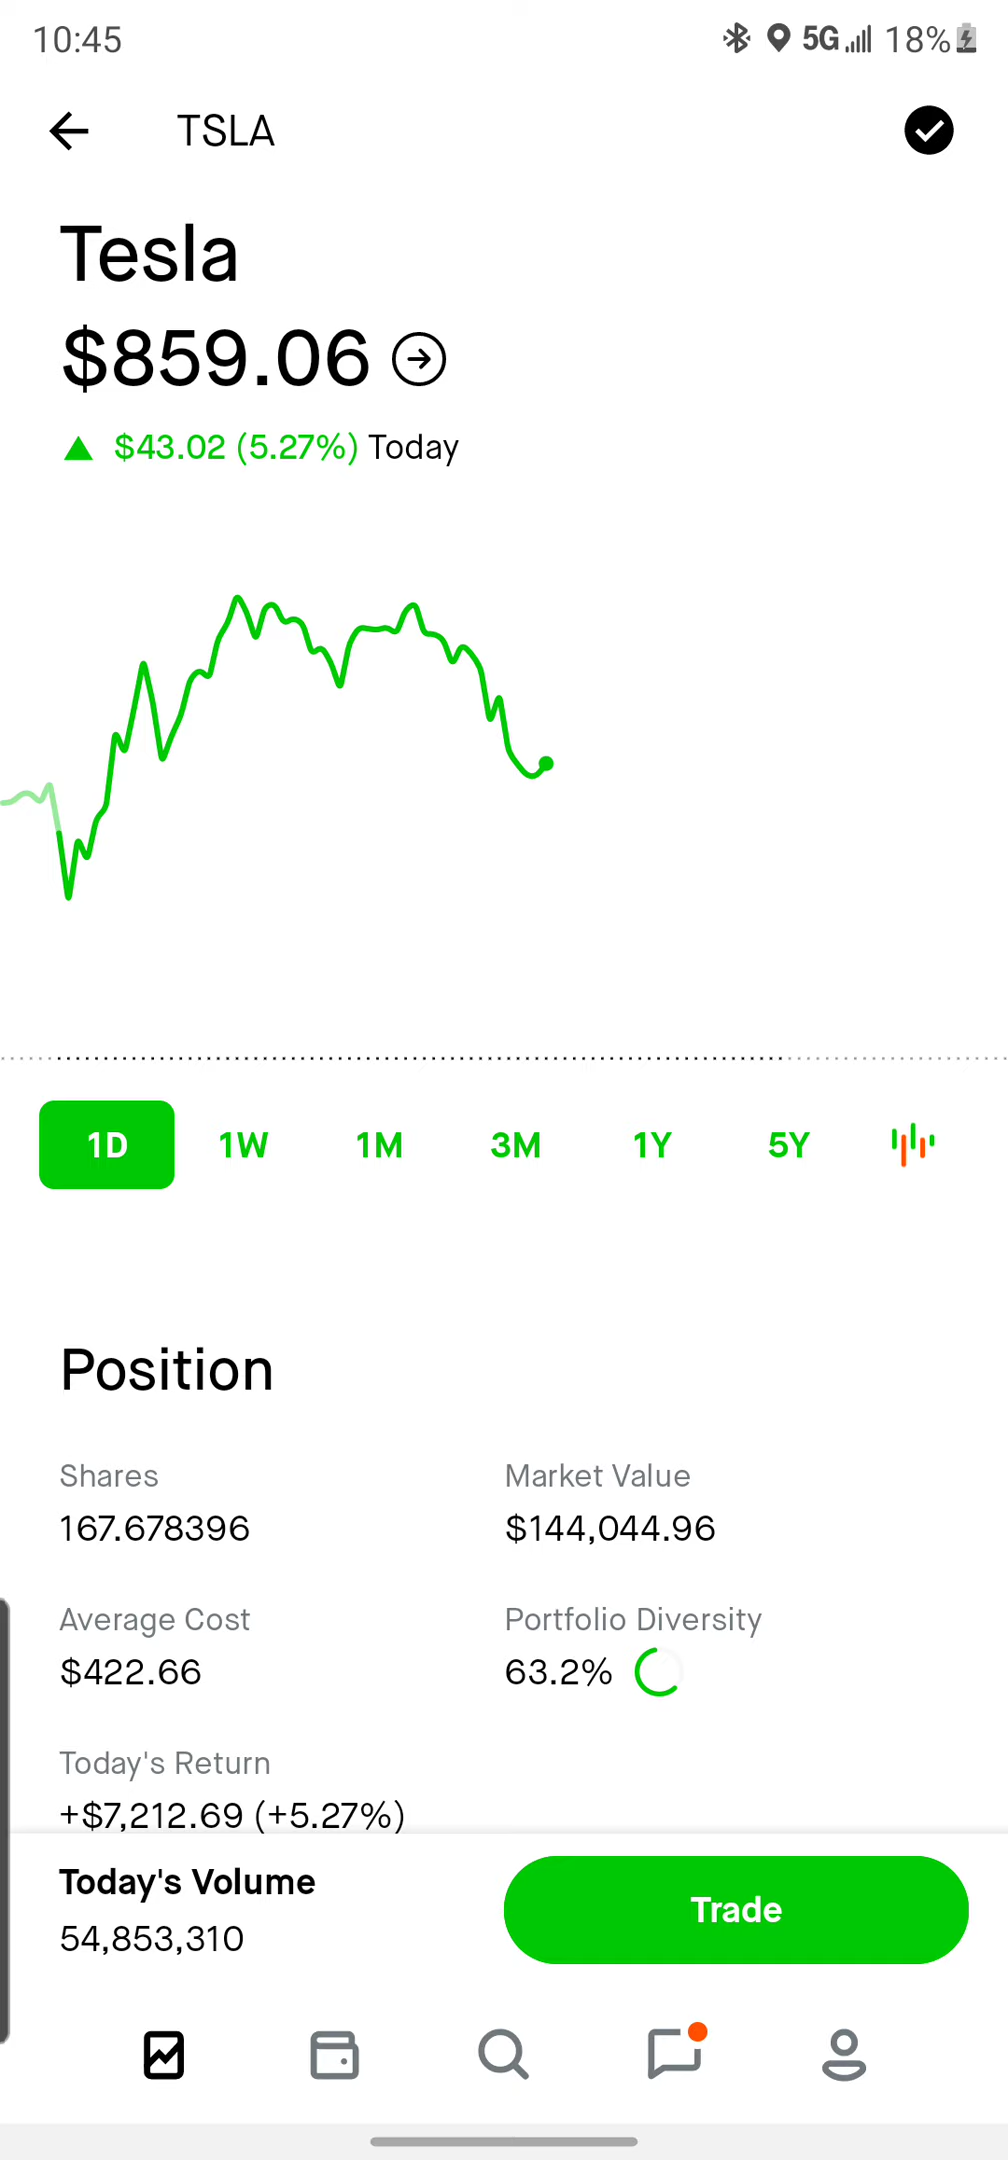 10:45 5G 18%
TSLA
Tesla
$859.06
$43.02 (5.27%) Today
1D 1W 1M 3M 1Y 5Y
Position
Shares Market Value
167.678396 $144,044.96
Average Cost Portfolio Diversity
$422.66 63.2%
Today's Return
+$7,212.69 (+5.27%)
Today's Volume
54,853,310
Trade